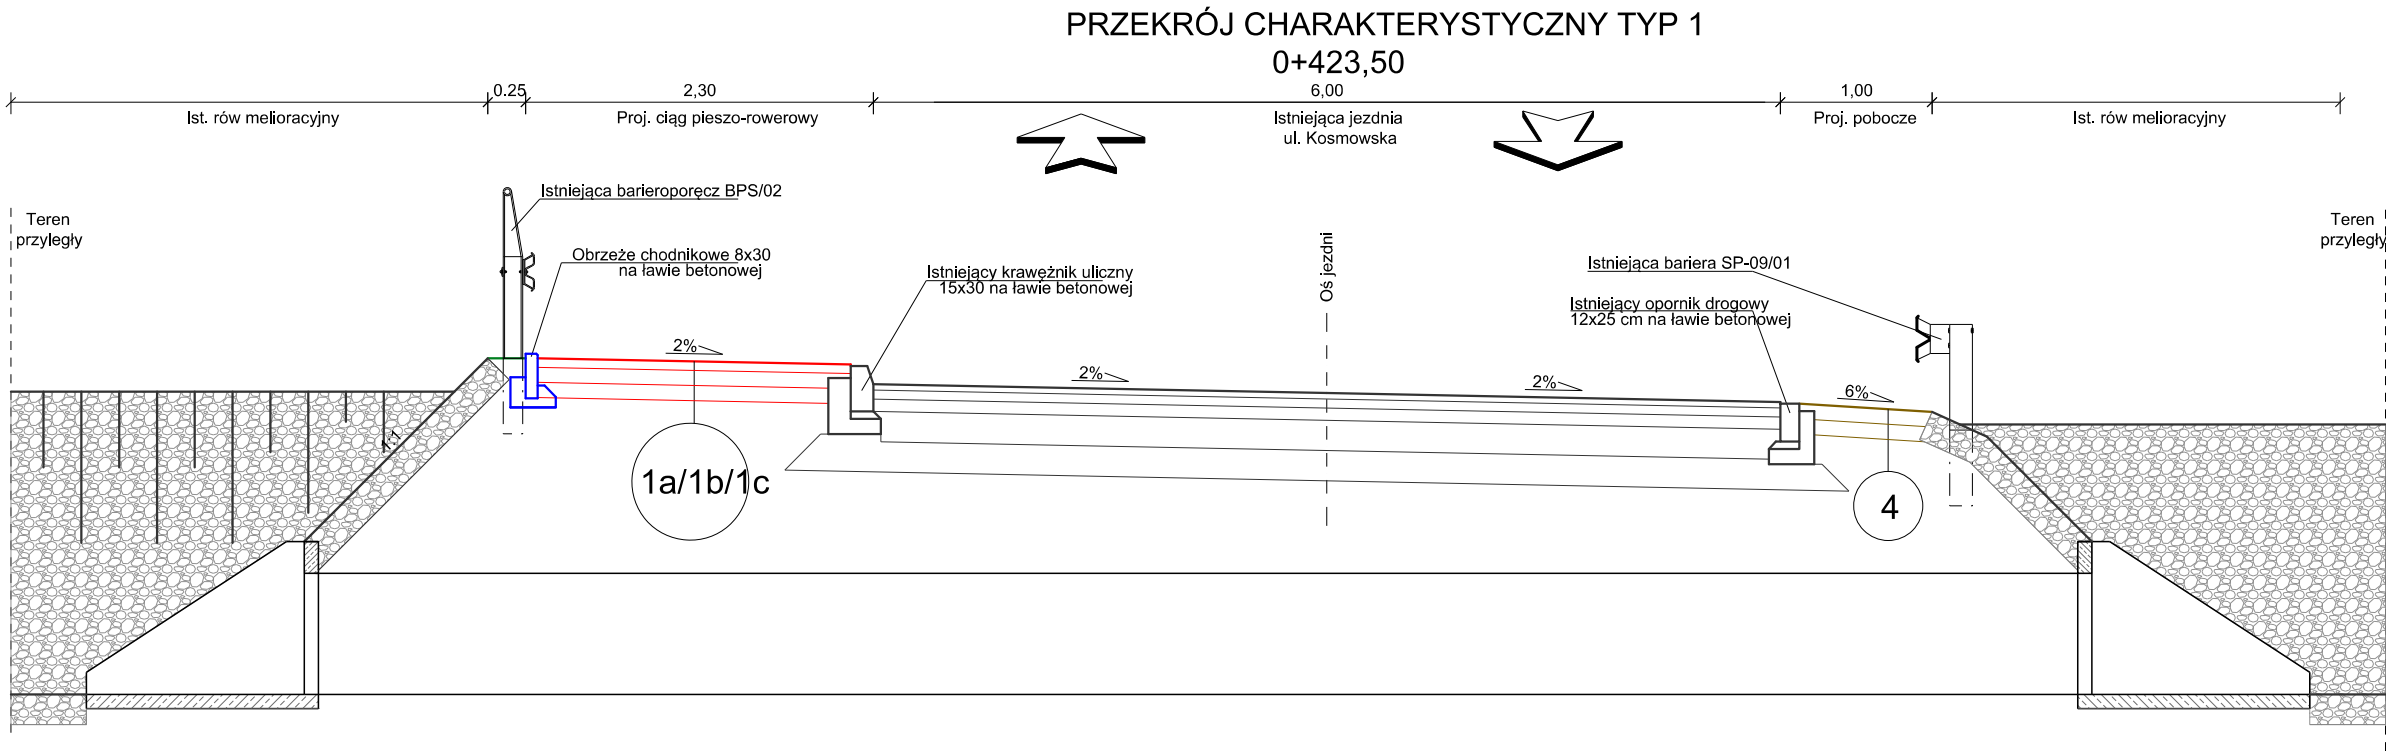 PRZEKRÓJ CHARAKTERYSTYCZNY TYP 1
0+423,50
0.25
2,30
6,00
1,00
Ist. rów melioracyjny
Proj. ciąg pieszo-rowerowy
Istniejąca jezdnia
ul. Kosmowska
Proj. pobocze
Ist. rów melioracyjny
Teren
przyległy
Istniejąca barieroporęcz BPS/02
Obrzeże chodnikowe 8x30
na ławie betonowej
Istniejący krawężnik uliczny
15x30 na ławie betonowej
Oś jezdni
Istniejąca bariera SP-09/01
Istniejący opornik drogowy
12x25 cm na ławie betonowej
Teren
przyległy
2%
2%
2%
6%
1:1
1a/1b/1c
4